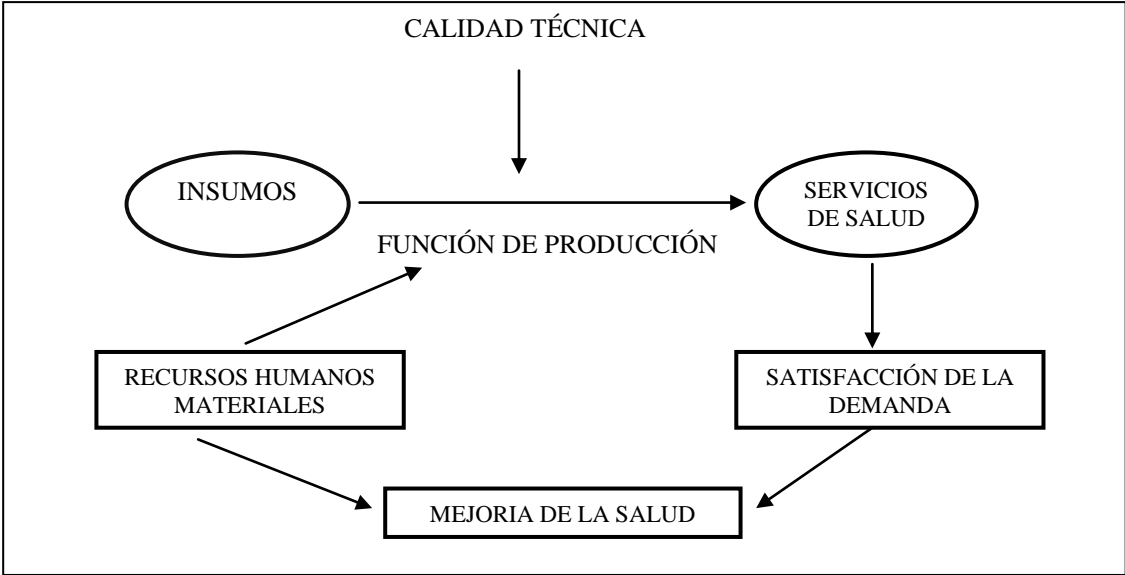 CALIDAD TÉCNICA
INSUMOS
SERVICIOS
DE SALUD
FUNCIÓN DE PRODUCCIÓN
RECURSOS HUMANOS
MATERIALES
SATISFACCIÓN DE LA
DEMANDA
MEJORIA DE LA SALUD